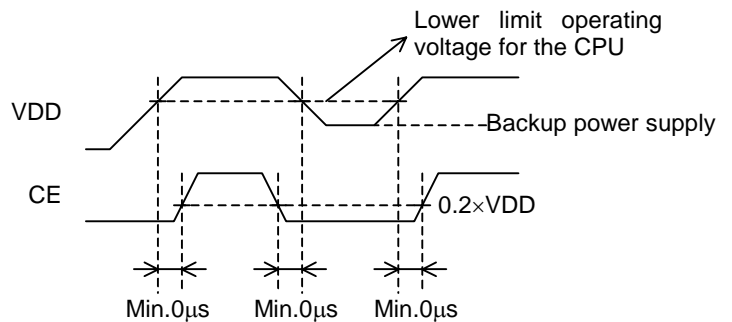 Lower limit operating
voltage for the CPU
VDD
Backup power supply
CE
0.2×VDD
Min.0μs Min.0μs Min.0μs